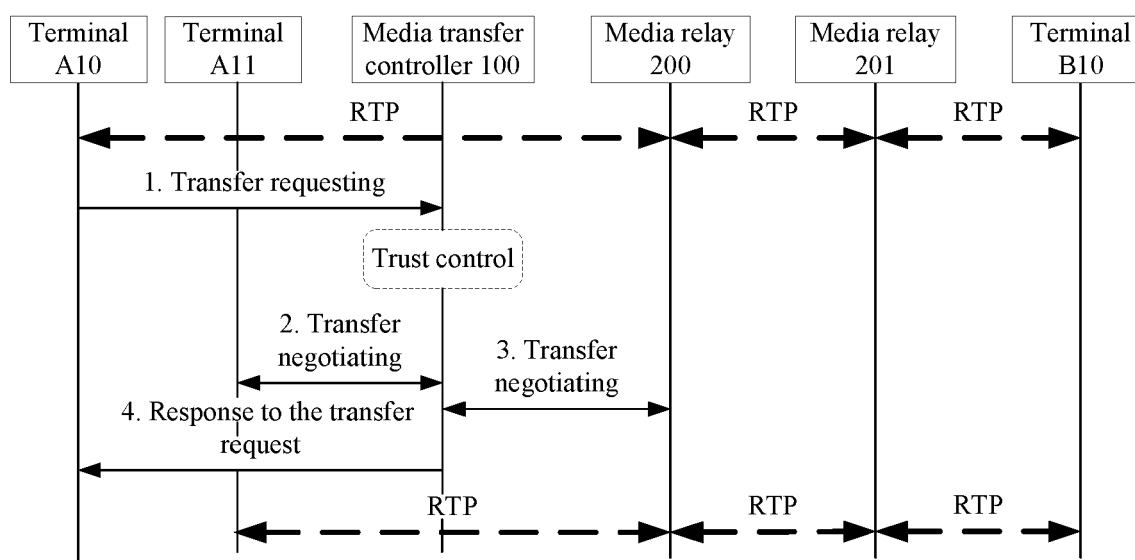 Terminal
A10
Terminal
A11
Media transfer
controller 100
Media relay
200
Media relay
201
Terminal
B10
RTP
RTP
RTP
1. Transfer requesting
Trust control
2. Transfer
negotiating
3. Transfer
negotiating
4. Response to the transfer
request
RTP
RTP
RTP